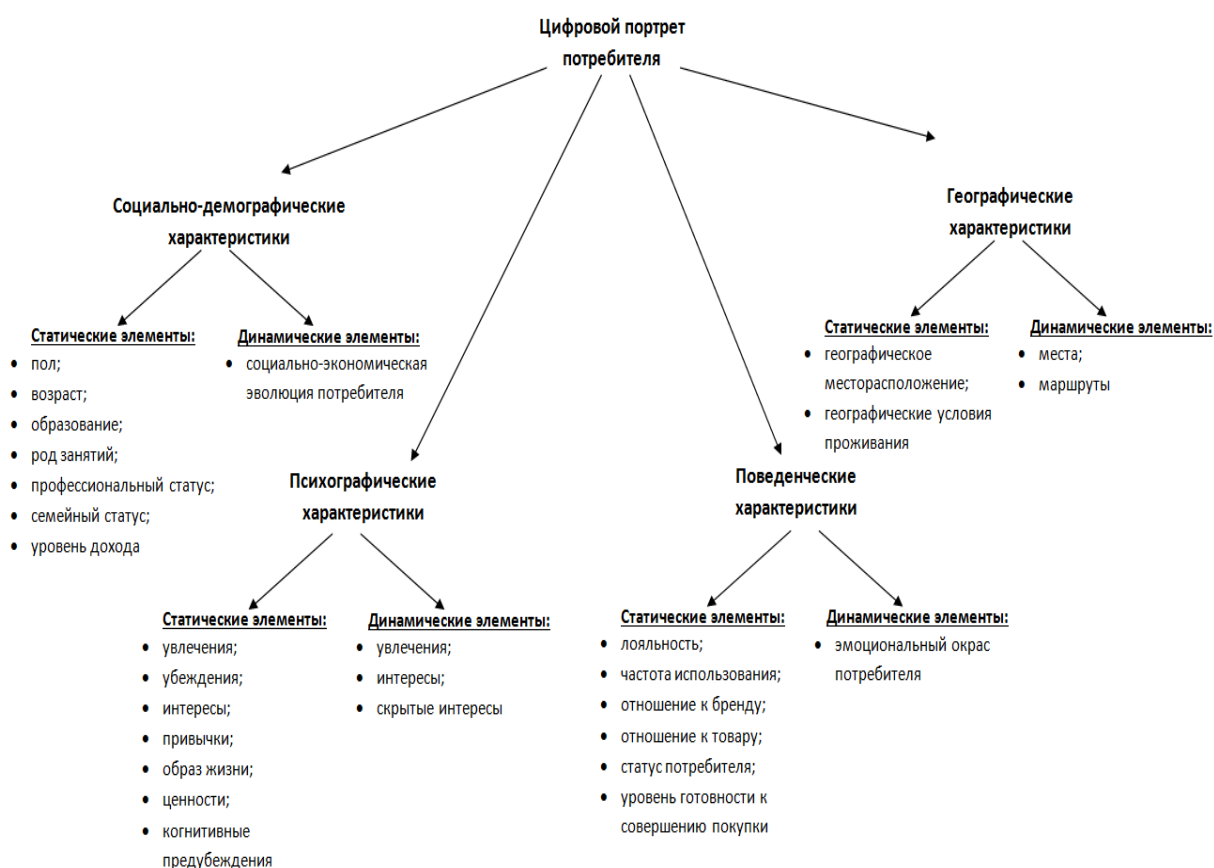 Цифровой портрет
потребителя
Социально-демографические
характеристики
Статические элементы:
• пол;
• возраст;
• образование;
• род занятий;
• профессиональный статус;
• семейный статус;
• уровень дохода
Динамические элементы:
• социально-экономическая
эволюция потребителя
Психографические
характеристики
Статические элементы:
• увлечения;
• убеждения;
• интересы;
• привычки;
• образ жизни;
• ценности;
• когнитивные
предубеждения
Динамические элементы:
• увлечения;
• интересы;
• скрытые интересы
Поведенческие
характеристики
Статические элементы:
• лояльность;
• частота использования;
• отношение к бренду;
• отношение к товару;
• статус потребителя;
• уровень готовности к
совершению покупки
Динамические элементы:
• эмоциональный окрас
потребителя
Географические
характеристики
Статические элементы:
• географическое
месторасположение;
• географические условия
проживания
Динамические элементы:
• места;
• маршруты